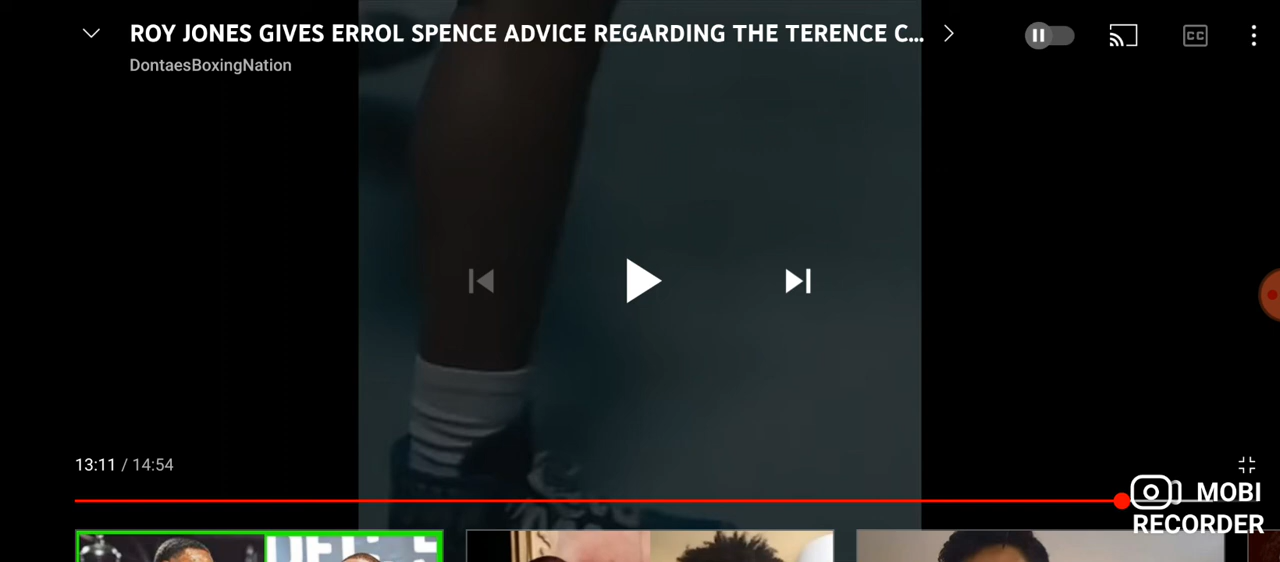 ROY JONES GIVES ERROL SPENCE ADVICE REGARDING THE TERENCE C...
CC
DontaesBoxingNation
13:11 / 14:54
MOBI
RECORDER